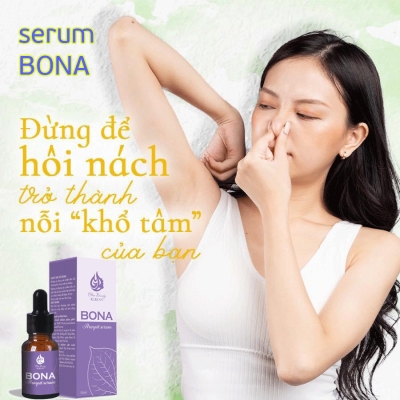 serum
BONA
Đừng để
hôi nách
trở thành
nỗi “khổ tâm”
của bạn
BONA
BONA